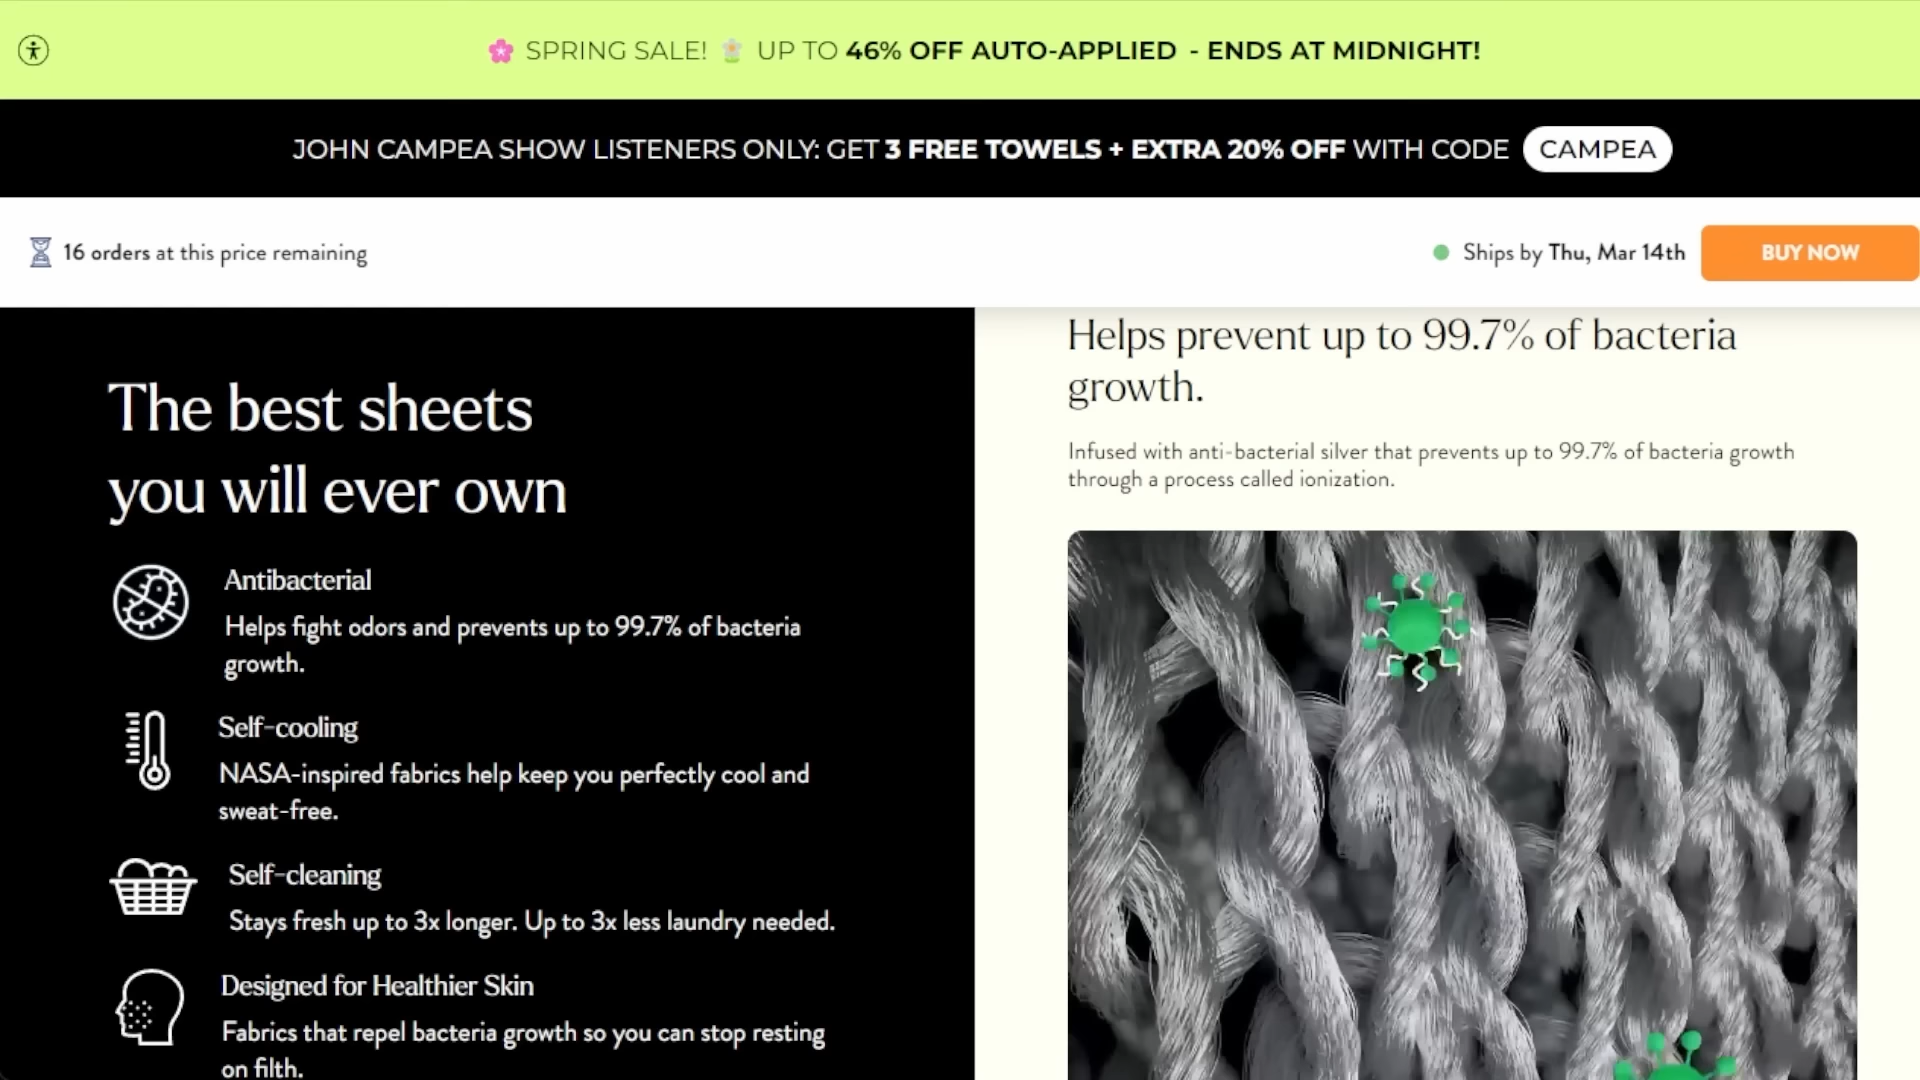 🌸 SPRING SALE! 🌼 UP TO 46% OFF AUTO-APPLIED - ENDS AT MIDNIGHT!
JOHN CAMPEA SHOW LISTENERS ONLY: GET 3 FREE TOWELS + EXTRA 20% OFF WITH CODE CAMPEA
16 orders at this price remaining
Ships by Thu, Mar 14th
BUY NOW
The best sheets
you will ever own
Antibacterial
Helps fight odors and prevents up to 99.7% of bacteria
growth.
Self-cooling
NASA-inspired fabrics help keep you perfectly cool and
sweat-free.
Self-cleaning
Stays fresh up to 3x longer. Up to 3x less laundry needed.
Designed for Healthier Skin
Fabrics that repel bacteria growth so you can stop resting
on filth.
Helps prevent up to 99.7% of bacteria
growth.
Infused with anti-bacterial silver that prevents up to 99.7% of bacteria growth
through a process called ionization.